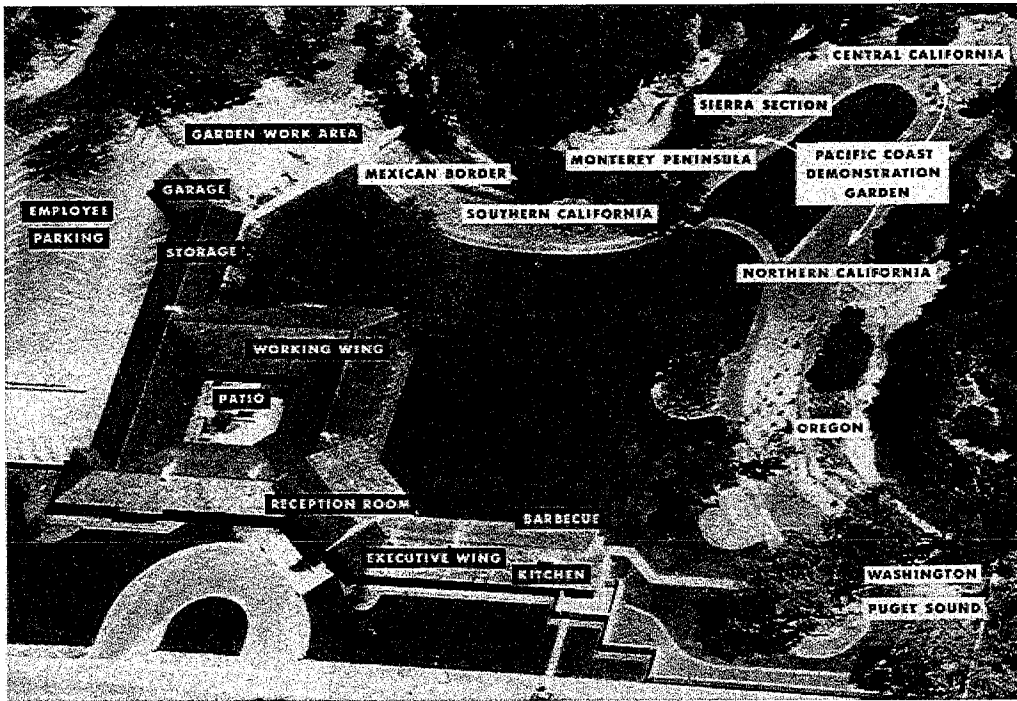 CENTRAL CALIFORNIA
SIERRA SECTION
GARDEN WORK AREA
MONTEREY PENINSULA
PACIFIC COAST
DEMONSTRATION
GARDEN
MEXICAN BORDER
GARAGE
EMPLOYEE
PARKING
SOUTHERN CALIFORNIA
STORAGE
NORTHERN CALIFORNIA
WORKING WING
PATIO
OREGON
RECEPTION ROOM
BARBECUE
EXECUTIVE WING
KITCHEN
WASHINGTON
PUGET SOUND